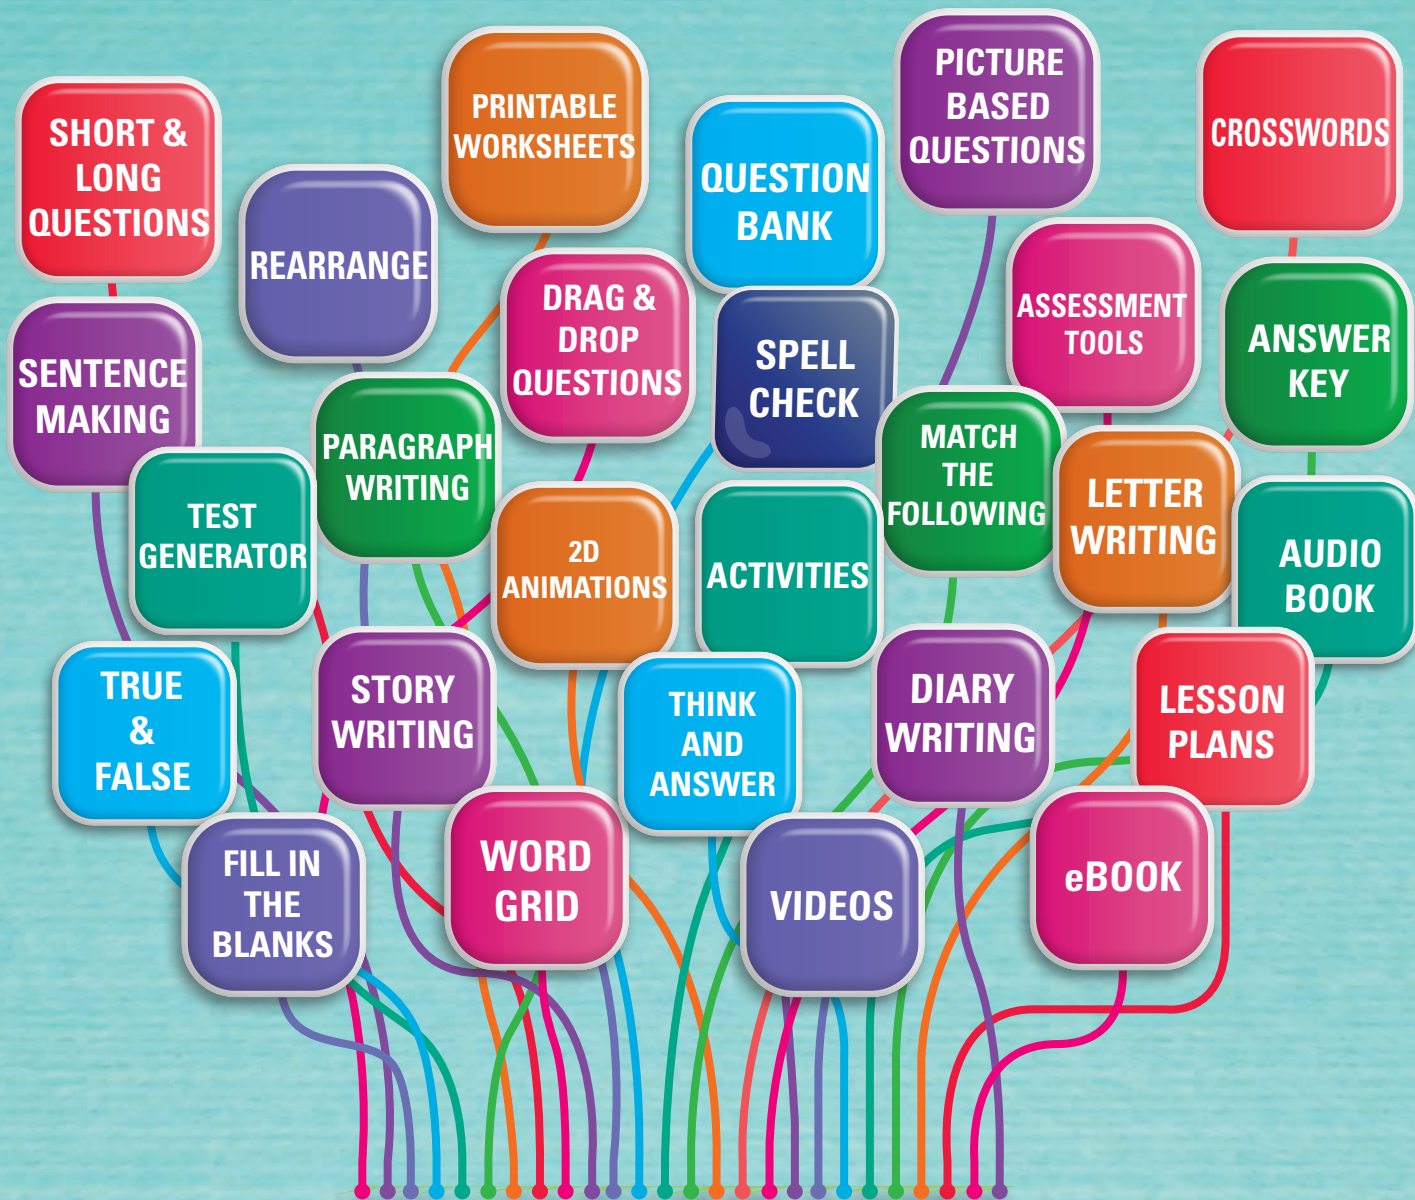 SHORT &
LONG
QUESTIONS
REARRANGE
PRINTABLE
WORKSHEETS
QUESTION
BANK
PICTURE
BASED
QUESTIONS
CROSSWORDS
SENTENCE
MAKING
PARAGRAPH
WRITING
DRAG &
DROP
QUESTIONS
SPELL
CHECK
ASSESSMENT
TOOLS
ANSWER
KEY
TEST
GENERATOR
2D
ANIMATIONS
ACTIVITIES
MATCH
THE
FOLLOWING
LETTER
WRITING
AUDIO
BOOK
TRUE
&
FALSE
STORY
WRITING
THINK
AND
ANSWER
DIARY
WRITING
LESSON
PLANS
FILL IN
THE
BLANKS
WORD
GRID
VIDEOS
eBOOK